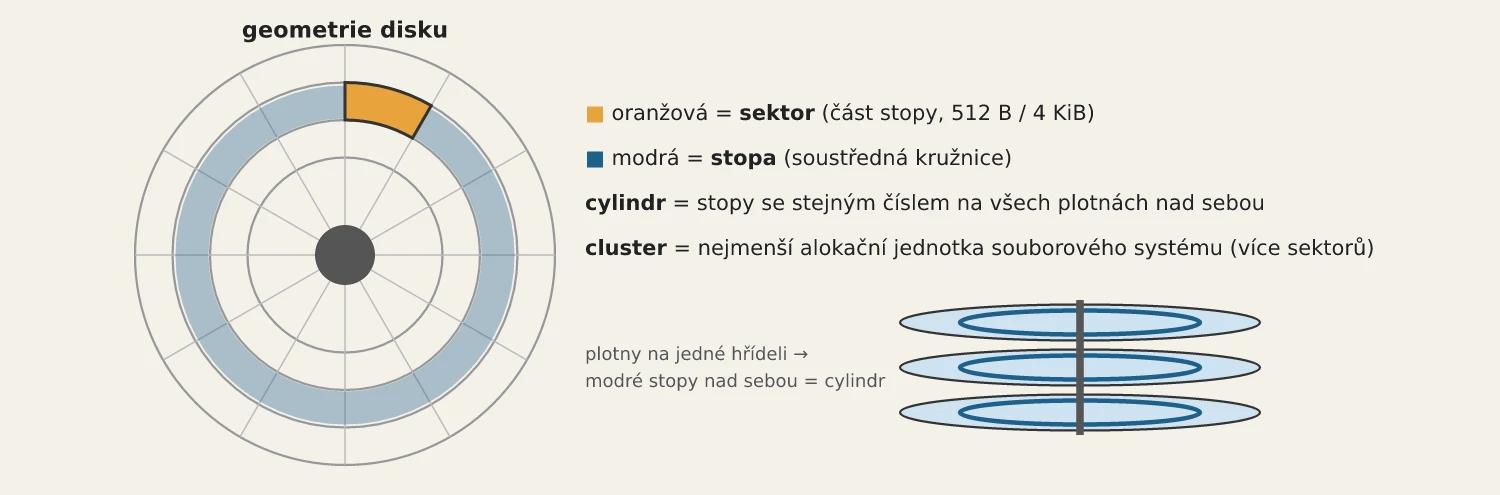 geometrie disku
oranžová = sektor (část stopy, 512 B / 4 KiB)
modrá = stopa (soustředná kružnice)
cylindr = stopy se stejným číslem na všech plotnách nad sebou
cluster = nejmenší alokační jednotka souborového systému (více sektorů)
plotny na jedné hřídeli →
modré stopy nad sebou = cylindr